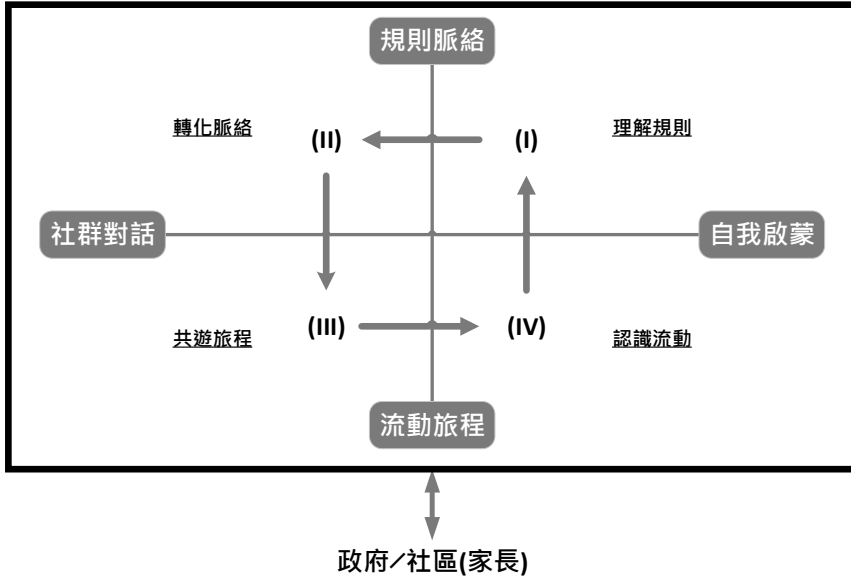 規則脈絡
轉化脈絡 (II) (I) 理解規則
社群對話 自我啟蒙
共遊旅程 (III) (IV) 認識流動
流動旅程
政府/社區(家長)